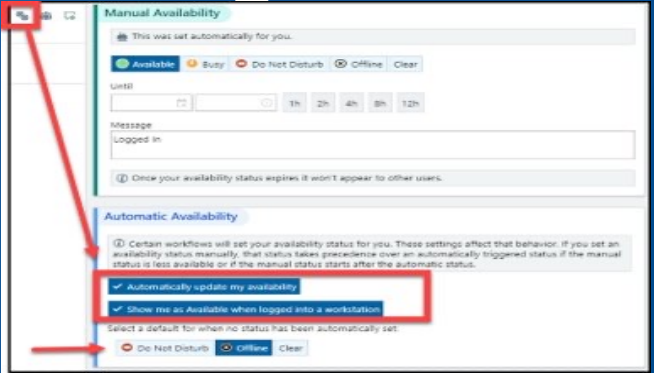 Manual Availability
This was set automatically for you.
Available Busy Do Not Disturb Offline Clear
Until
1h 2h 4h 8h 12h
Message
Logged In
Once your availability status expires it won't appear to other users.
Automatic Availability
Certain workflows will set your availability status for you. These settings affect that behavior. If you set an
availability status manually, that status takes precedence over an automatically triggered status if the manual
status is less available or if the manual status starts after the automatic status.
Automatically update my availability
Show me as Available when logged into a workstation
Select a default for when no status has been automatically set:
Do Not Disturb Offline Clear